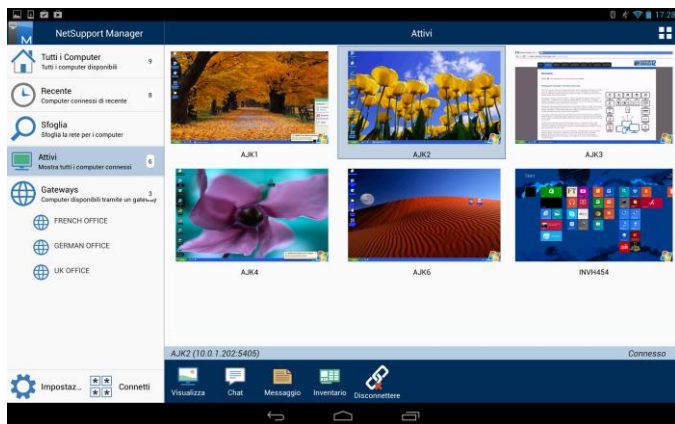 17:28
NetSupport Manager
Attivi
Tutti i Computer
9
Tutti i computer disponibili
Recente
8
Computer connessi di recente
Sfoglia
Sfoglia la rete per i computer
Attivi
6
Mostra tutti i computer connessi
Gateways
3
Computer disponibili tramite un gateway
FRENCH OFFICE
GERMAN OFFICE
UK OFFICE
Impostaz...
Connetti
AJK1
AJK2
AJK3
AJK4
AJK6
Start
INVH454
AJK2 (10.0.1.202:5405)
Connesso
Visualizza
Chat
Messaggio
Inventario
Disconnettere